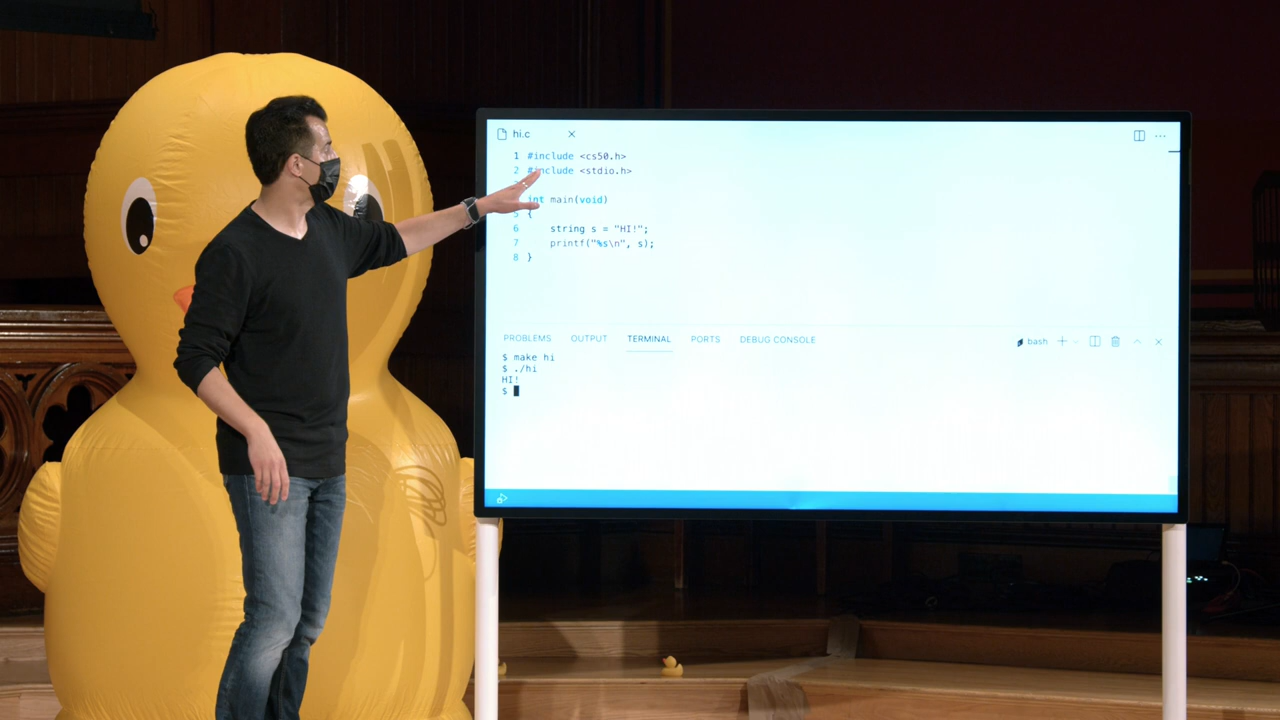 hi.c
1 #include <cs50.h>
2 #include <stdio.h>
int main(void)
5 {
6 string s = "HI!";
7 printf("%s\n", s);
8 }
PROBLEMS OUTPUT TERMINAL PORTS DEBUG CONSOLE bash
$ make hi
$ ./hi
HI!
$